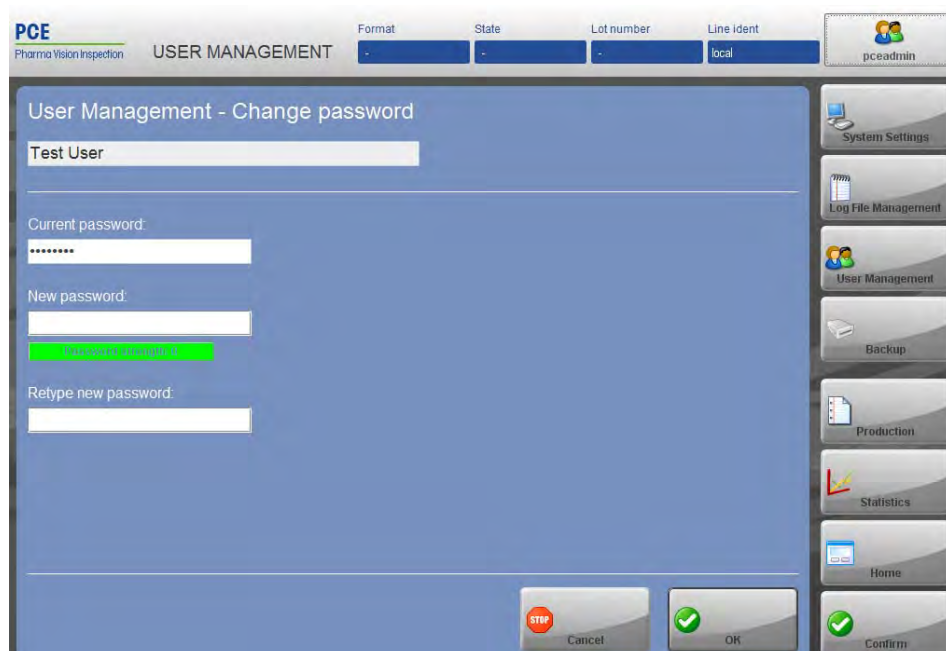 PCE
Pharma Vision Inspection
USER MANAGEMENT
Format
-
State
-
Lot number
-
Line ident
local
pceadmin
User Management - Change password
Test User
Current password:
••••••••
New password:
Retype new password:
Cancel
OK
System Settings
Log File Management
User Management
Backup
Production
Statistics
Home
Confirm
STOP